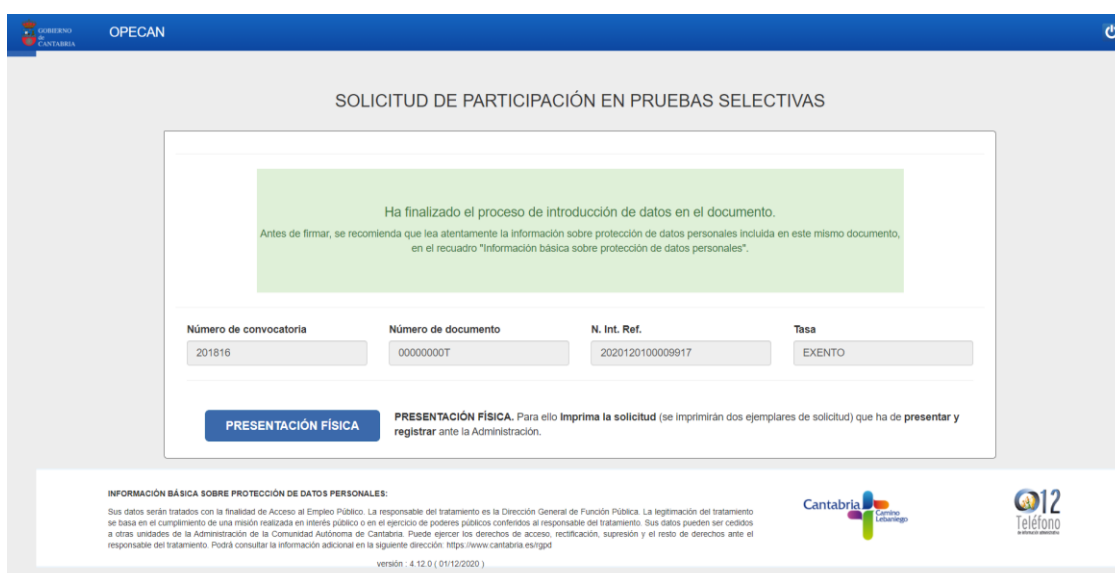 GOBIERNO
de
CANTABRIA
OPECAN
SOLICITUD DE PARTICIPACIÓN EN PRUEBAS SELECTIVAS
Ha finalizado el proceso de introducción de datos en el documento.
Antes de firmar, se recomienda que lea atentamente la información sobre protección de datos personales incluida en este mismo documento,
en el recuadro "Información básica sobre protección de datos personales".
Número de convocatoria Número de documento N. Int. Ref. Tasa
201816 00000000T 2020120100009917 EXENTO
PRESENTACIÓN FÍSICA
PRESENTACIÓN FÍSICA. Para ello Imprima la solicitud (se imprimirán dos ejemplares de solicitud) que ha de presentar y
registrar ante la Administración.
INFORMACIÓN BÁSICA SOBRE PROTECCIÓN DE DATOS PERSONALES:
Sus datos serán tratados con la finalidad de Acceso al Empleo Público. La responsable del tratamiento es la Dirección General de Función Pública. La legitimación del tratamiento
se basa en el cumplimiento de una misión realizada en interés público o en el ejercicio de poderes públicos conferidos al responsable del tratamiento. Sus datos pueden ser cedidos
a otras unidades de la Administración de la Comunidad Autónoma de Cantabria. Puede ejercer los derechos de acceso, rectificación, supresión y el resto de derechos ante el
responsable del tratamiento. Podrá consultar la información adicional en la siguiente dirección: https://www.cantabria.es/rgpd
versión : 4.12.0 ( 01/12/2020 )
Cantabria
Camino
Lebaniego
012
Teléfono